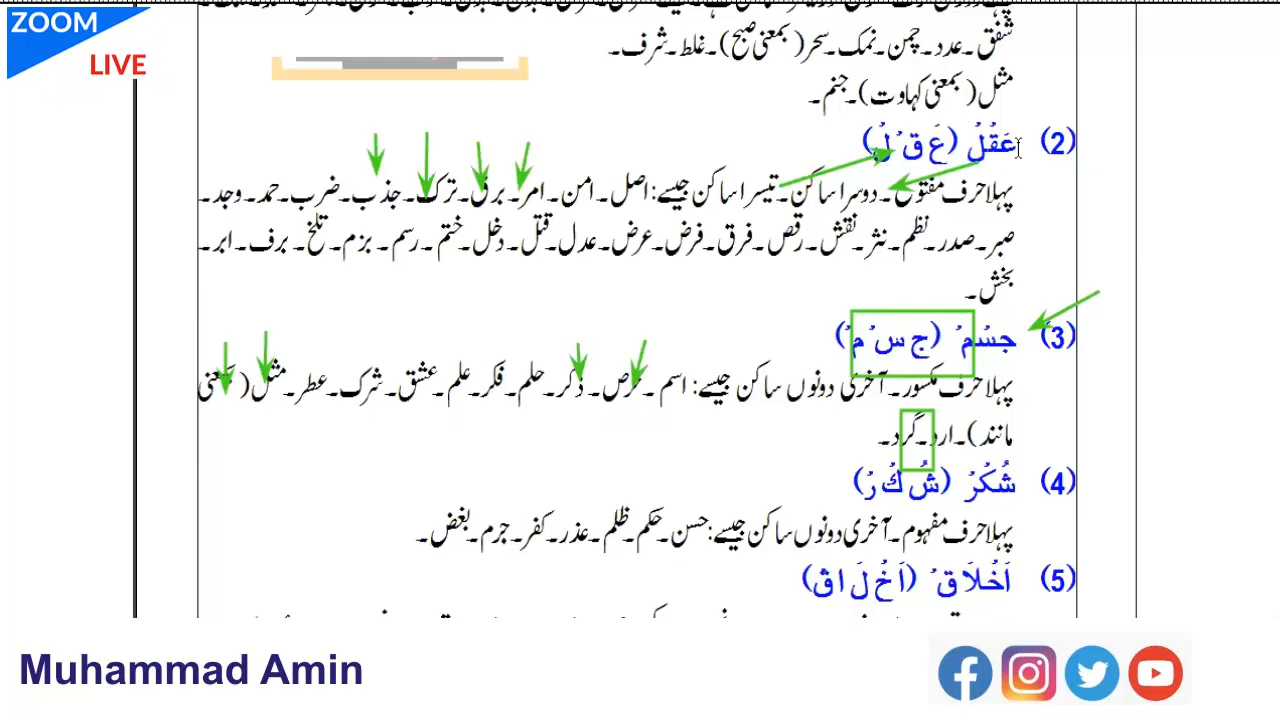 ZOOM
LIVE
شفق۔عدد۔چمن۔نمک۔سحر(بمعنی صبح)۔غلط۔شرف۔
مثل(بمعنی کہاوت)۔جنم۔
(2) عَقْلْ (عَ قْ لْ)
پہلا حرف مفتوح۔دوسرا ساکن۔تیسرا ساکن جیسے:اصل۔امن۔امر۔برق۔ترک۔جذب۔ضرب۔حمد۔وجد۔
صبر۔صدر۔نظم۔نثر۔نقش۔رقص۔فرق۔فرض۔عرض۔عدل۔قتل۔دخل۔ختم۔رسم۔بزم۔تلخ۔برف۔ابر۔
بخش۔
(3) جسْمْ (ج سْ مْ)
پہلا حرف مکسور۔آخری دونوں ساکن جیسے:اسم۔حرص۔ذکر۔حلم۔فکر۔علم۔عشق۔شرک۔عطر۔مثل(بمعنی
مانند)۔ارد۔گرد۔
(4) شُکْرْ (شُ کْ رْ)
پہلا حرف مفہوم۔آخری دونوں ساکن جیسے:حسن۔حکم۔ظلم۔عذر۔کفر۔جرم۔بغض۔
(5) اَخْلَاقْ (اَ خْ لَ ا ق)
Muhammad Amin